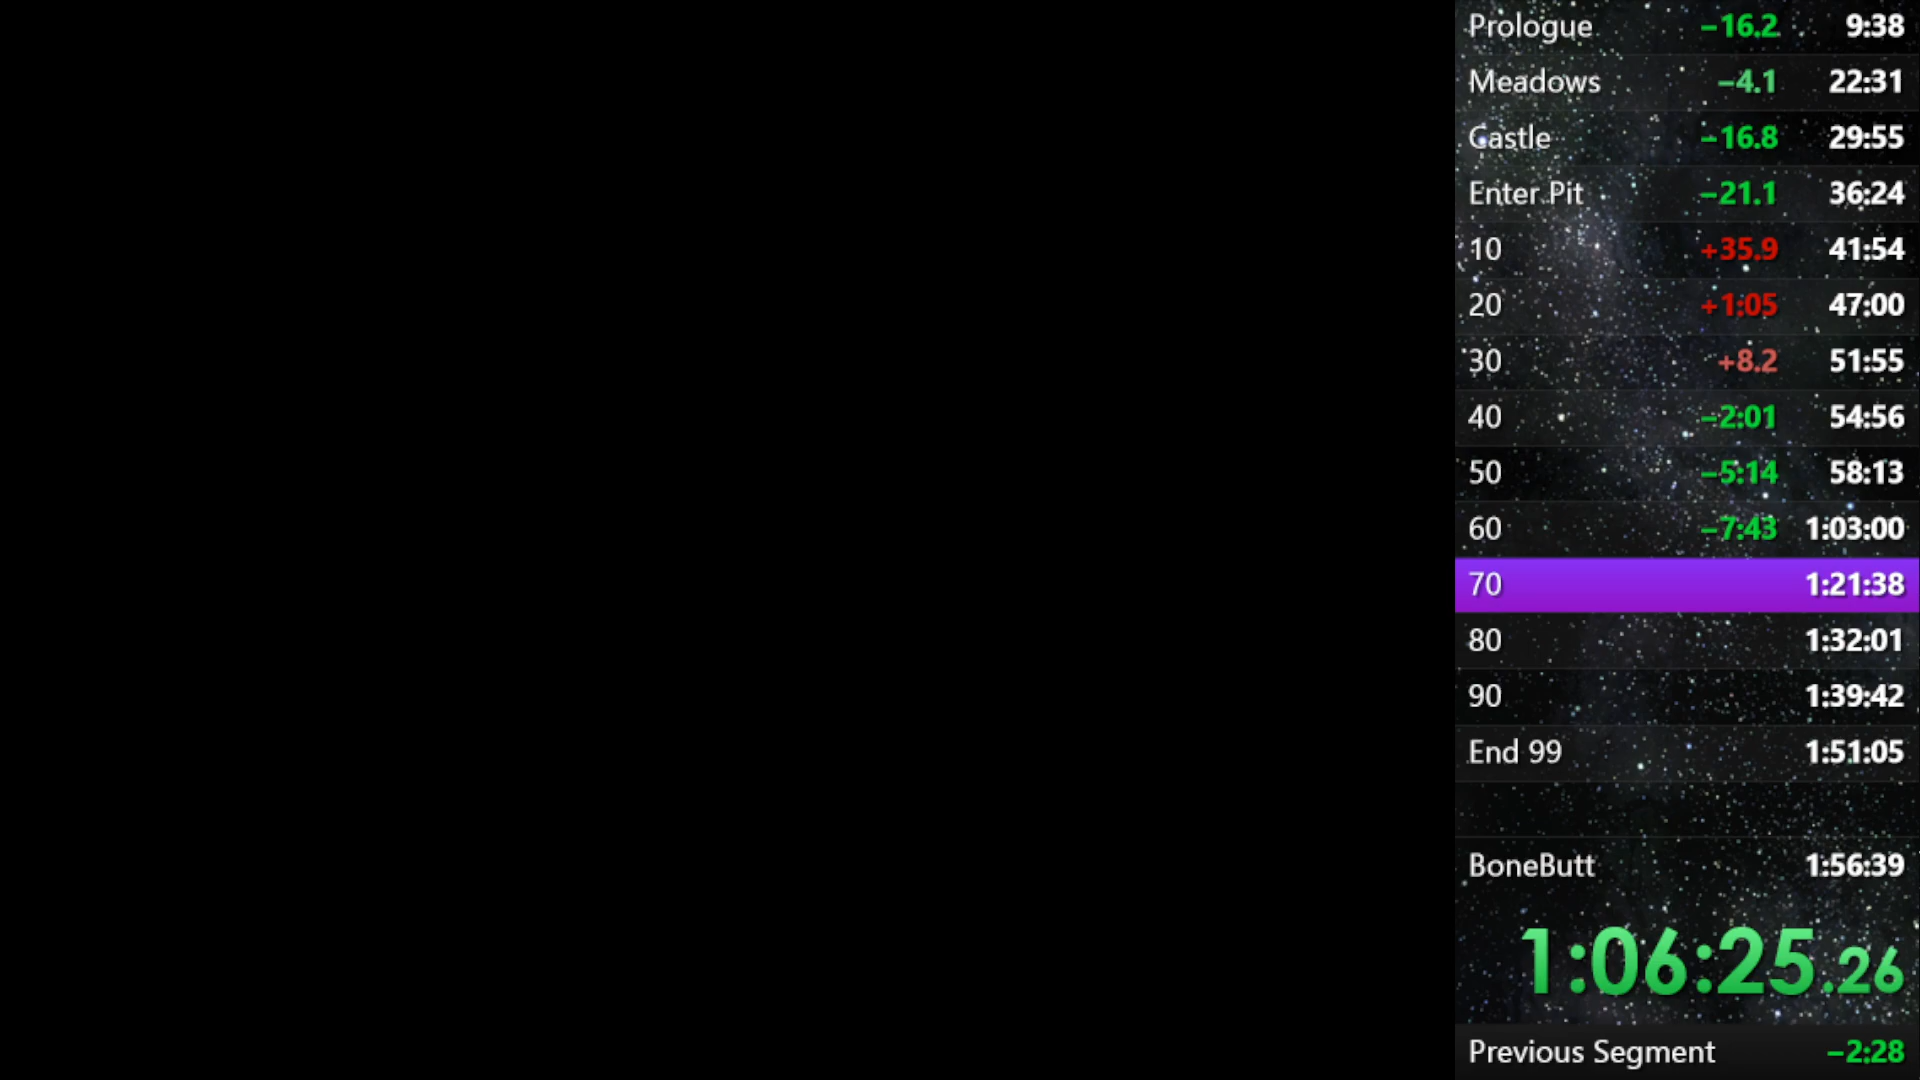 Prologue −16.2 9:38
Meadows −4.1 22:31
Castle −16.8 29:55
Enter Pit −21.1 36:24
10 +35.9 41:54
20 +1:05 47:00
30 +8.2 51:55
40 −2:01 54:56
50 −5:14 58:13
60 −7:43 1:03:00
70 1:21:38
80 1:32:01
90 1:39:42
End 99 1:51:05
BoneButt 1:56:39
1:06:25.26
Previous Segment −2:28